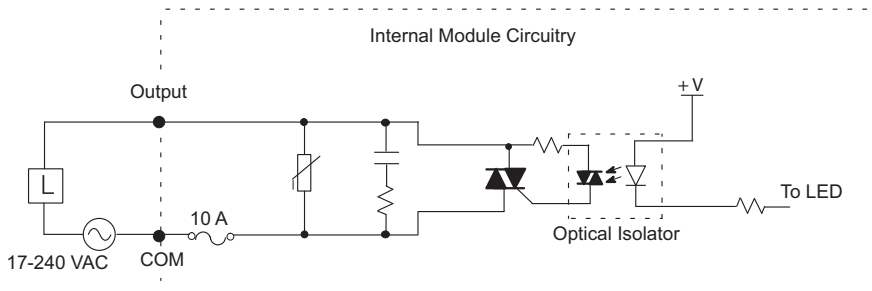 Internal Module Circuitry
Output
+V
L
10 A
To LED
Optical Isolator
COM
17-240 VAC